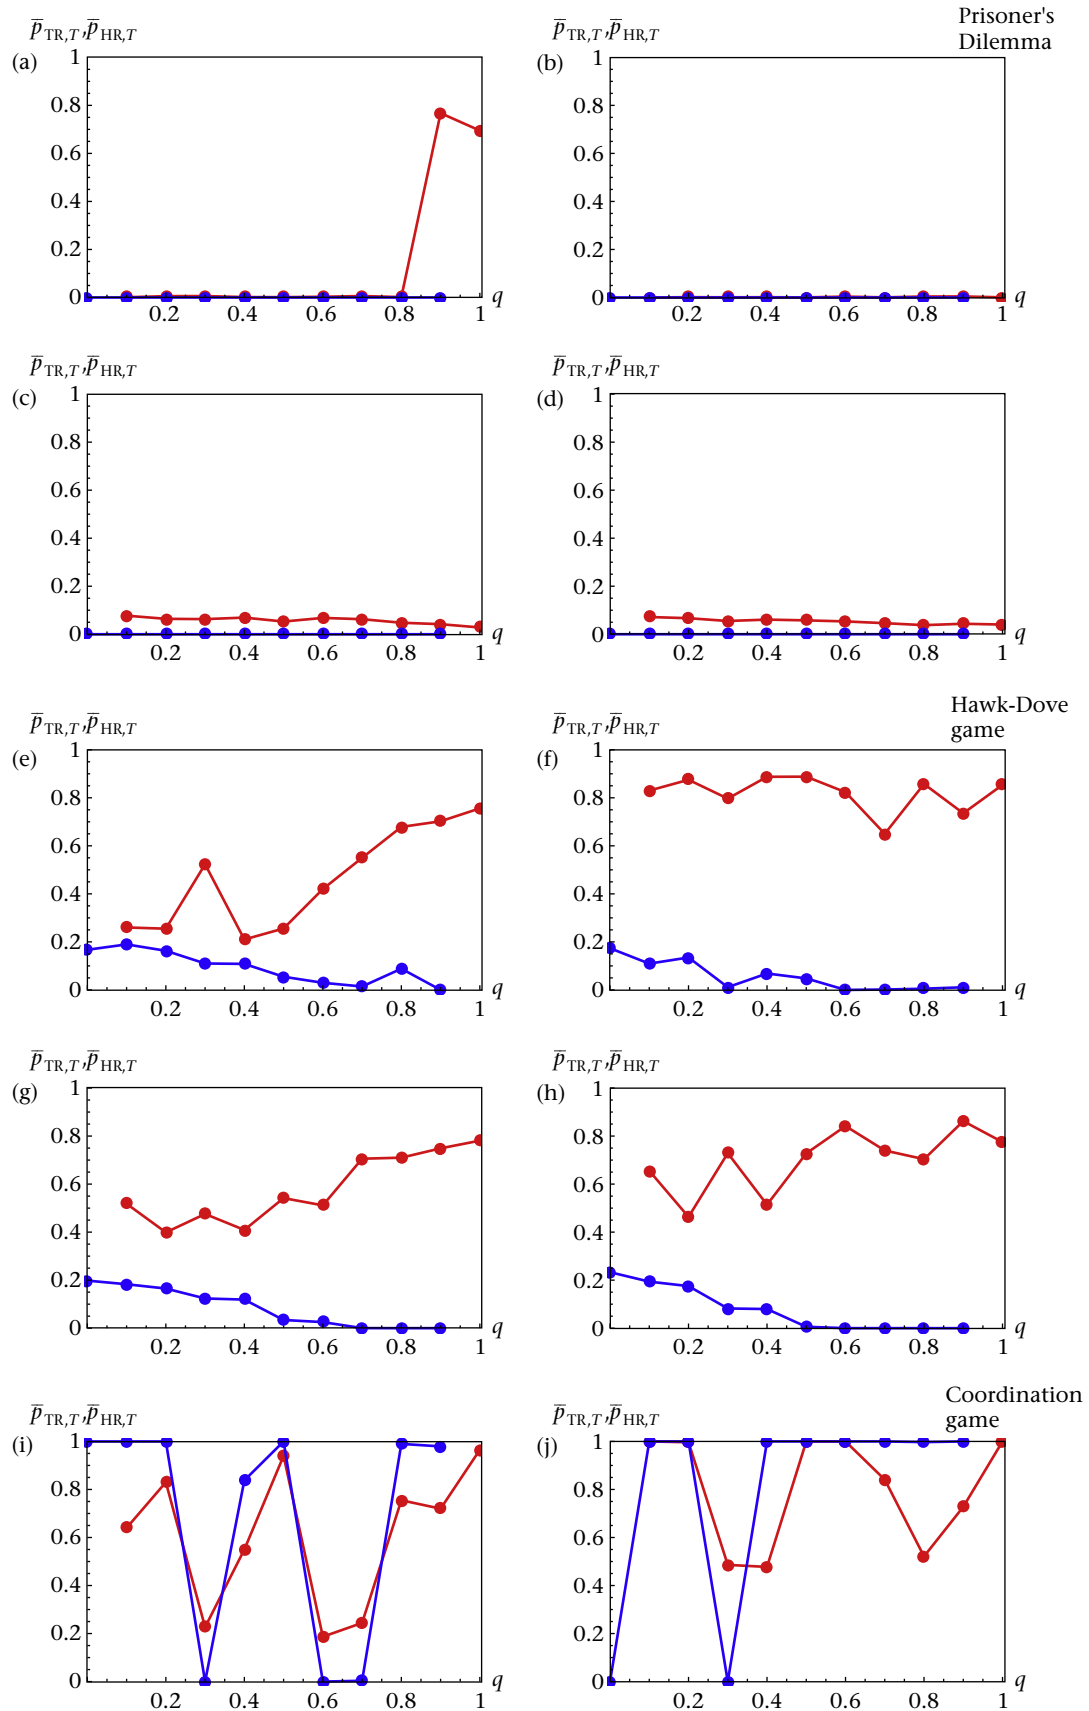 Prisoner's
Dilemma
p̅TR,T,p̅HR,T
(a)
1
0.8
0.6
0.4
0.2
0
0.2 0.4 0.6 0.8 1
q
p̅TR,T,p̅HR,T
(b)
1
0.8
0.6
0.4
0.2
0
0.2 0.4 0.6 0.8 1
q
p̅TR,T,p̅HR,T
(c)
1
0.8
0.6
0.4
0.2
0
0.2 0.4 0.6 0.8 1
q
p̅TR,T,p̅HR,T
(d)
1
0.8
0.6
0.4
0.2
0
0.2 0.4 0.6 0.8 1
q
Hawk-Dove
game
p̅TR,T,p̅HR,T
(e)
1
0.8
0.6
0.4
0.2
0
0.2 0.4 0.6 0.8 1
q
p̅TR,T,p̅HR,T
(f)
1
0.8
0.6
0.4
0.2
0
0.2 0.4 0.6 0.8 1
q
p̅TR,T,p̅HR,T
(g)
1
0.8
0.6
0.4
0.2
0
0.2 0.4 0.6 0.8 1
q
p̅TR,T,p̅HR,T
(h)
1
0.8
0.6
0.4
0.2
0
0.2 0.4 0.6 0.8 1
q
Coordination
game
p̅TR,T,p̅HR,T
(i)
1
0.8
0.6
0.4
0.2
0
0.2 0.4 0.6 0.8 1
q
p̅TR,T,p̅HR,T
(j)
1
0.8
0.6
0.4
0.2
0
0.2 0.4 0.6 0.8 1
q